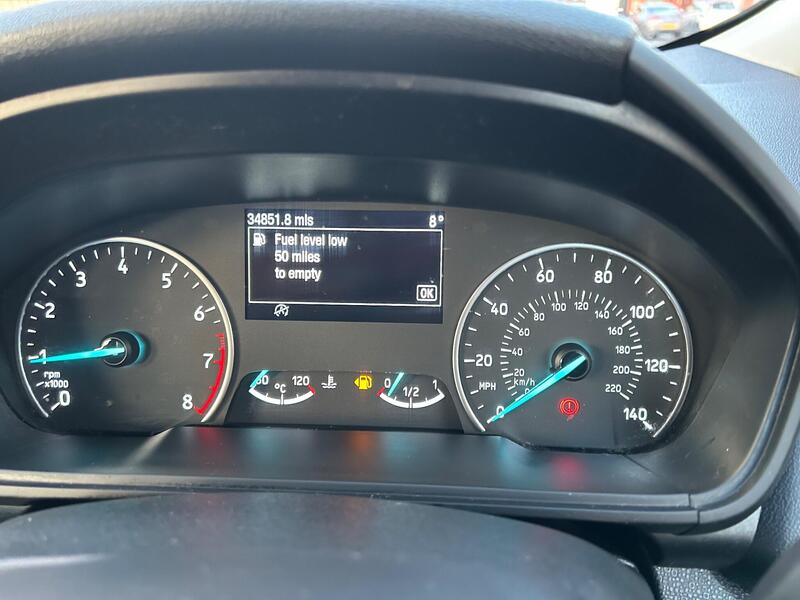 34851.8 mls 8°
Fuel level low
50 miles
to empty
OK
0 1 2 3 4 5 6 7 8
rpm
x1000
60 °C 120
0 1/2 1
0 20 40 60 80 100 120 140
MPH
20 40 60 80 100 120 140 160 180 200 220
km/h